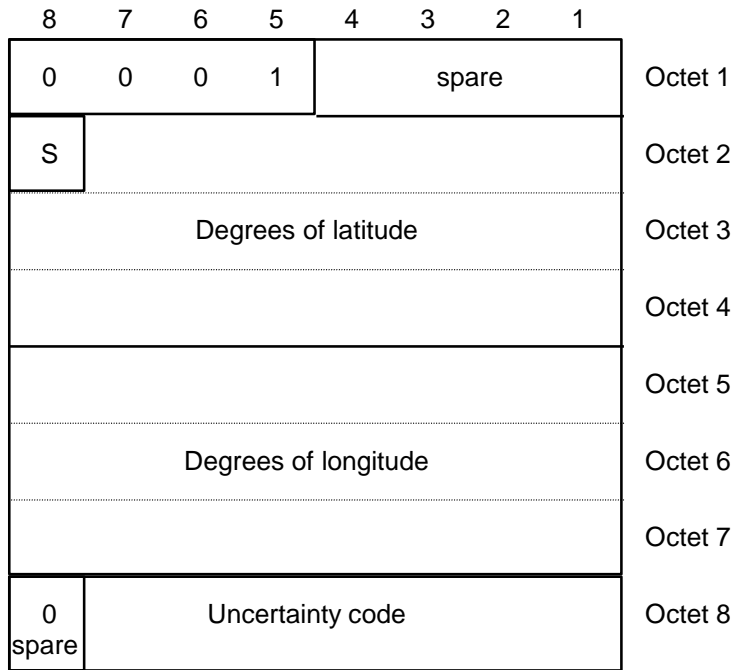 8 7 6 5 4 3 2 1
0 0 0 1 spare Octet 1
S Octet 2
Degrees of latitude Octet 3
Octet 4
Octet 5
Degrees of longitude Octet 6
Octet 7
0 Uncertainty code Octet 8
spare